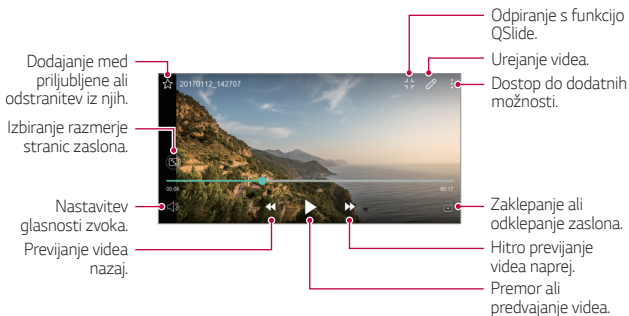 Dodajanje med
priljubljene ali
odstranitev iz njih.
Izbiranje razmerje
stranic zaslona.
Nastavitev
glasnosti zvoka.
Previjanje videa
nazaj.
20170112_142707
00:06
00:17
Odpiranje s funkcijo
QSlide.
Urejanje videa.
Dostop do dodatnih
možnosti.
Zaklepanje ali
odklepanje zaslona.
Hitro previjanje
videa naprej.
Premor ali
predvajanje videa.